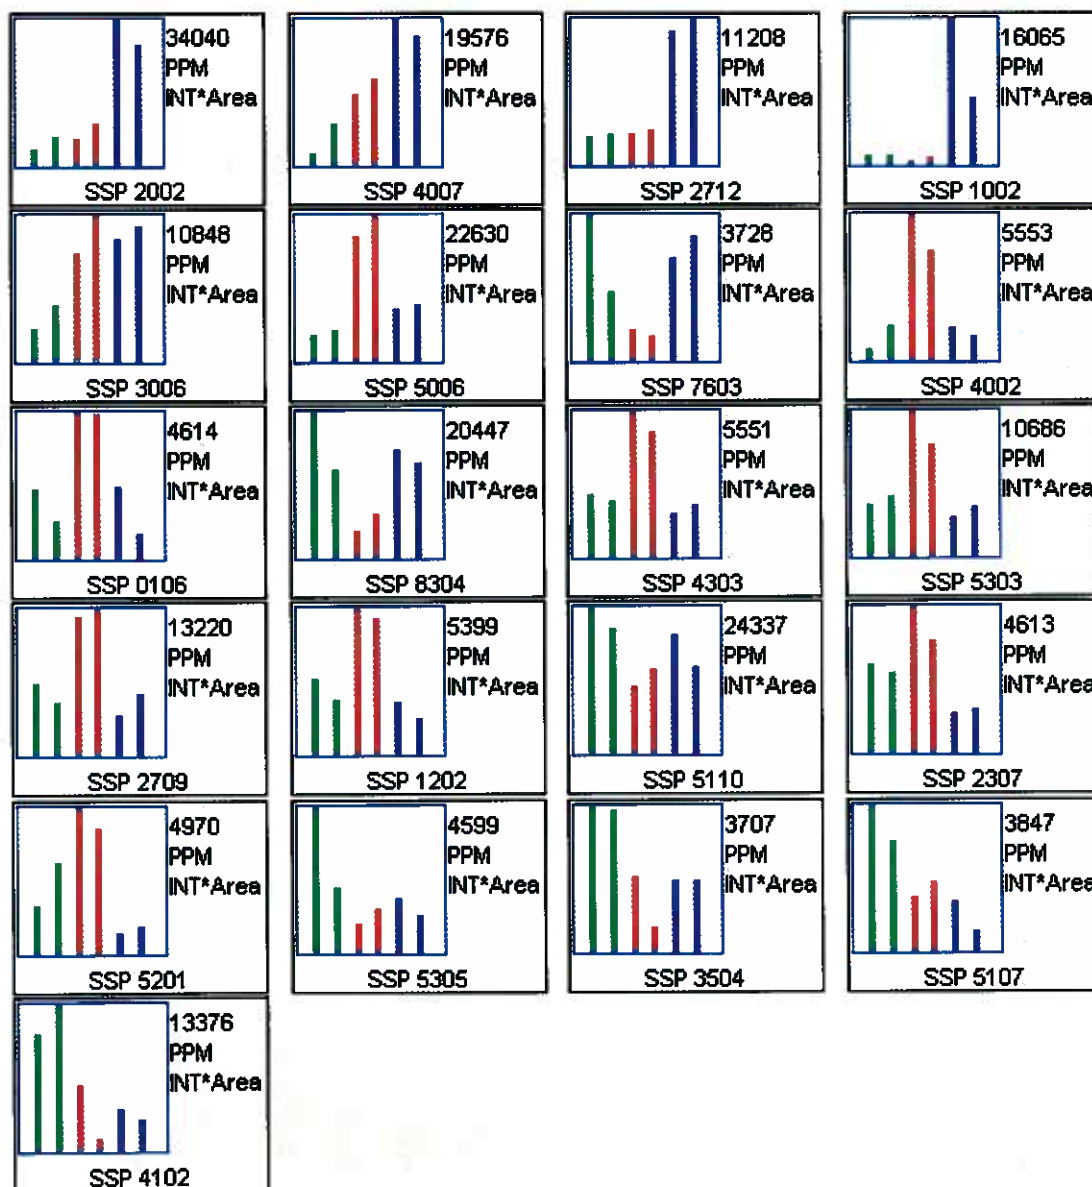 34040
PPM
INT*Area
SSP 2002
19576
PPM
INT*Area
SSP 4007
11208
PPM
INT*Area
SSP 2712
16065
PPM
INT*Area
SSP 1002
10848
PPM
INT*Area
SSP 3006
22630
PPM
INT*Area
SSP 5006
3728
PPM
INT*Area
SSP 7603
5553
PPM
INT*Area
SSP 4002
4614
PPM
INT*Area
SSP 0106
20447
PPM
INT*Area
SSP 8304
5551
PPM
INT*Area
SSP 4303
10686
PPM
INT*Area
SSP 5303
13220
PPM
INT*Area
SSP 2709
5399
PPM
INT*Area
SSP 1202
24337
PPM
INT*Area
SSP 5110
4613
PPM
INT*Area
SSP 2307
4970
PPM
INT*Area
SSP 5201
4599
PPM
INT*Area
SSP 5305
3707
PPM
INT*Area
SSP 3504
3847
PPM
INT*Area
SSP 5107
13376
PPM
INT*Area
SSP 4102